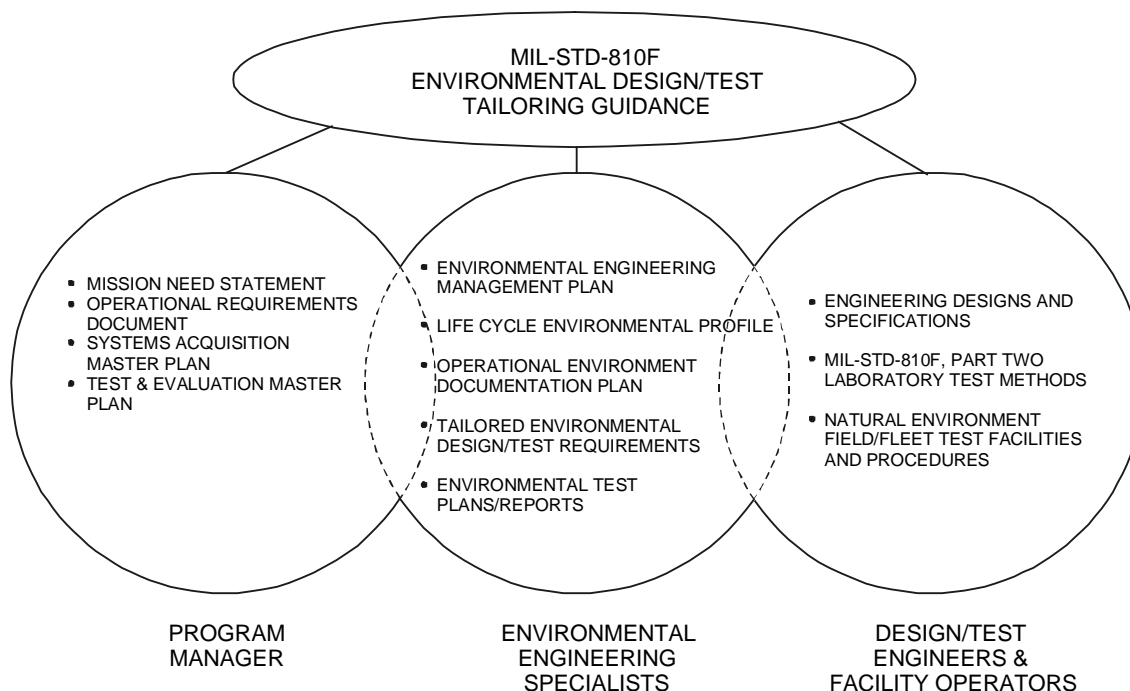 MIL-STD-810F
ENVIRONMENTAL DESIGN/TEST
TAILORING GUIDANCE
• MISSION NEED STATEMENT
• OPERATIONAL REQUIREMENTS
DOCUMENT
• SYSTEMS ACQUISITION
MASTER PLAN
• TEST & EVALUATION MASTER
PLAN
• ENVIRONMENTAL ENGINEERING
MANAGEMENT PLAN
• LIFE CYCLE ENVIRONMENTAL PROFILE
• OPERATIONAL ENVIRONMENT
DOCUMENTATION PLAN
• TAILORED ENVIRONMENTAL
DESIGN/TEST REQUIREMENTS
• ENVIRONMENTAL TEST
PLANS/REPORTS
• ENGINEERING DESIGNS AND
SPECIFICATIONS
• MIL-STD-810F, PART TWO
LABORATORY TEST METHODS
• NATURAL ENVIRONMENT
FIELD/FLEET TEST FACILITIES
AND PROCEDURES
PROGRAM
MANAGER
ENVIRONMENTAL
ENGINEERING
SPECIALISTS
DESIGN/TEST
ENGINEERS &
FACILITY OPERATORS